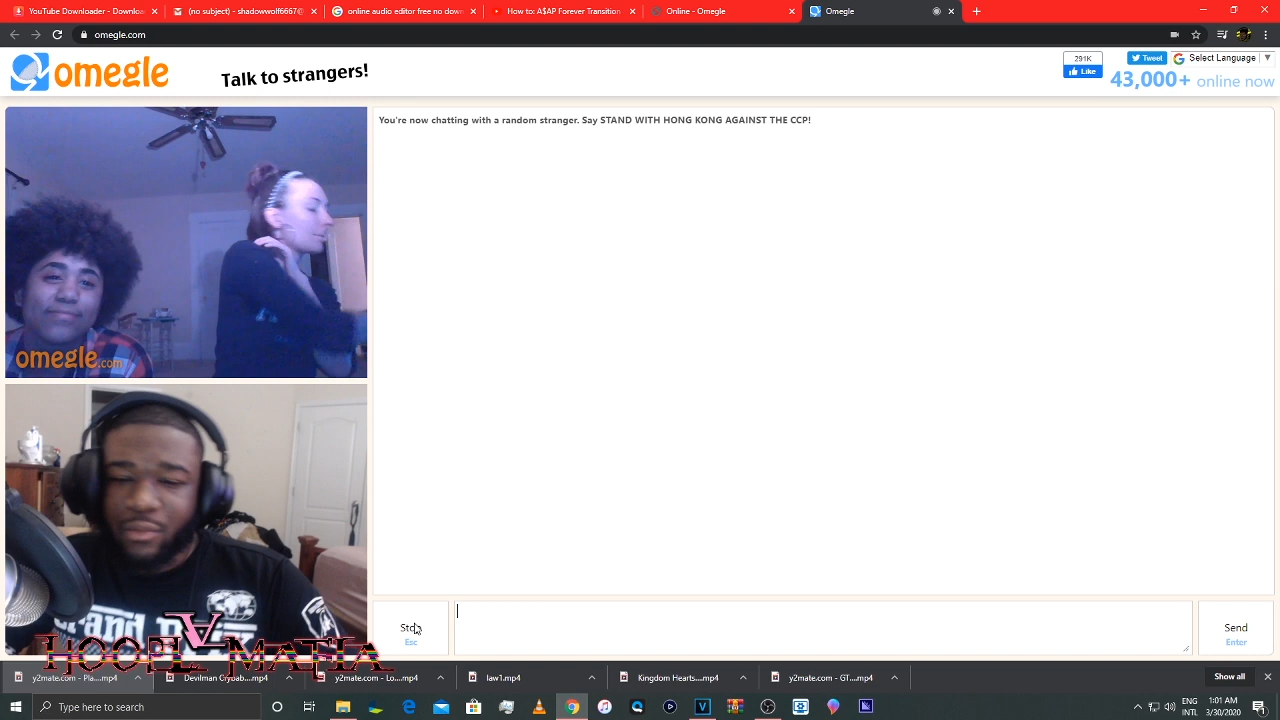 YouTube Downloader - Downloa
(no subject) - shadowwolf6667@
online audio editor free no down
How to: A$AP Forever Transition
Online - Omegle
Omegle
omegle.com
omegle
Talk to strangers!
291K
Like
Tweet
Select Language
43,000+ online now
You're now chatting with a random stranger. Say STAND WITH HONG KONG AGAINST THE CCP!
omegle.com
HOOPL V MAFIA
Esc
Send
Enter
y2mate.com - Pla....mp4
Devilman Crybab....mp4
y2mate.com - Lo....mp4
law1.mp4
Kingdom Hearts....mp4
y2mate.com - GT....mp4
Show all
Type here to search
ENG
INTL
1:01 AM
3/30/2020